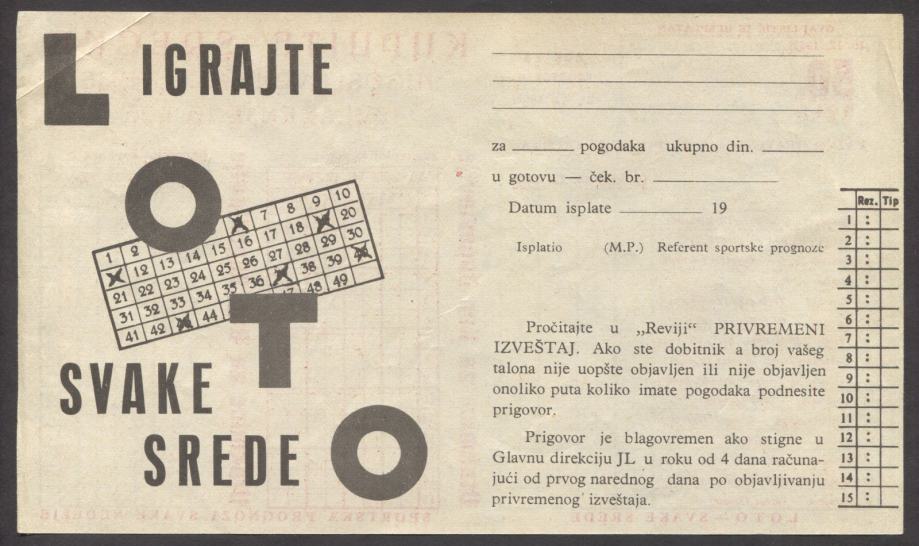 L IGRAJTE
O
1 2 7 8 9 10
12 13 14 15 16 17 18 20
21 22 23 24 25 26 27 28 29 30
31 32 33 34 35 36 38 39
41 42 44 47 48 49
T
SVAKE
SREDE O
za ______ pogodaka ukupno din. ______
u gotovu — ček. br. ______
Datum isplate ______ 19
Isplatio (M.P.) Referent sportske prognoze
Pročitajte u „Reviji“ PRIVREMENI
IZVEŠTAJ. Ako ste dobitnik a broj vašeg
talona nije uopšte objavljen ili nije objavljen
onoliko puta koliko imate pogodaka podnesite
prigovor.
Prigovor je blagovremen ako stigne u
Glavnu direkciju JL u roku od 4 dana računa-
jući od prvog narednog dana po objavljivanju
privremenog izveštaja.
Rez. Tip
1 :
2 :
3 :
4 :
5 :
6 :
7 :
8 :
9 :
10 :
11 :
12 :
13 :
14 :
15 :